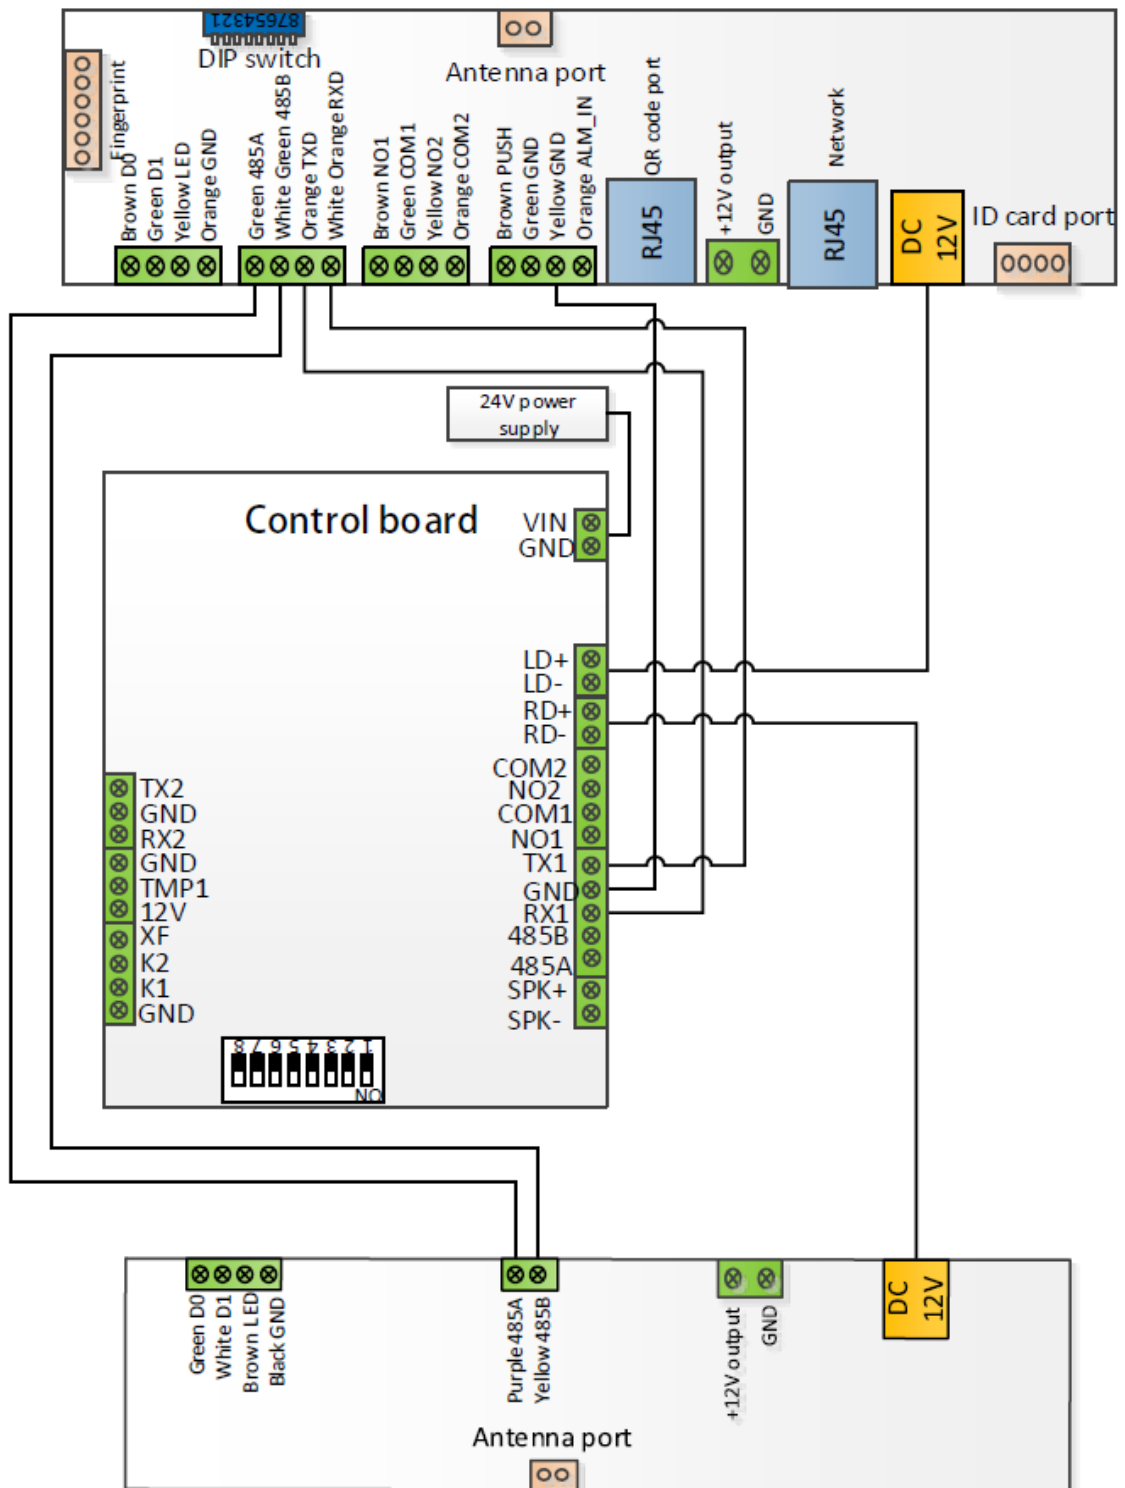 87654321
DIP switch
Antenna port
Fingerprint
Brown D0
Green D1
Yellow LED
Orange GND
Green 485A
White Green 485B
Orange TXD
White Orange RXD
Brown NO1
Green COM1
Yellow NO2
Orange COM2
Brown PUSH
Green GND
Yellow GND
Orange ALM_IN
QR code port
RJ45
+12V output
GND
Network
RJ45
DC
12V
ID card port
24V power
supply
Control board
VIN
GND
LD+
LD-
RD+
RD-
COM2
NO2
COM1
NO1
TX1
GND
RX1
485B
485A
SPK+
SPK-
TX2
GND
RX2
GND
TMP1
12V
XF
K2
K1
GND
8 7 6 5 4 3 2 1
ON
Green D0
White D1
Brown LED
Black GND
Purple 485A
Yellow 485B
+12V output
GND
DC
12V
Antenna port